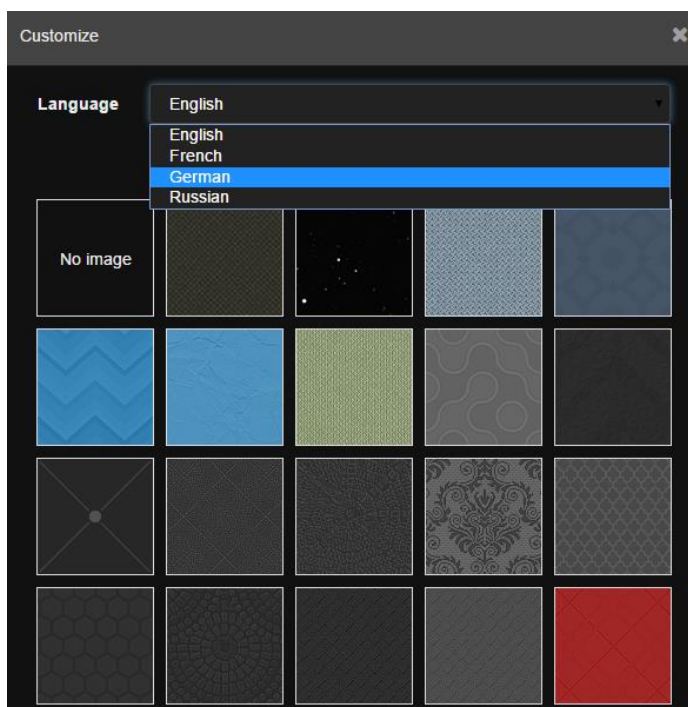 Customize
Language English
English
French
German
Russian
No image